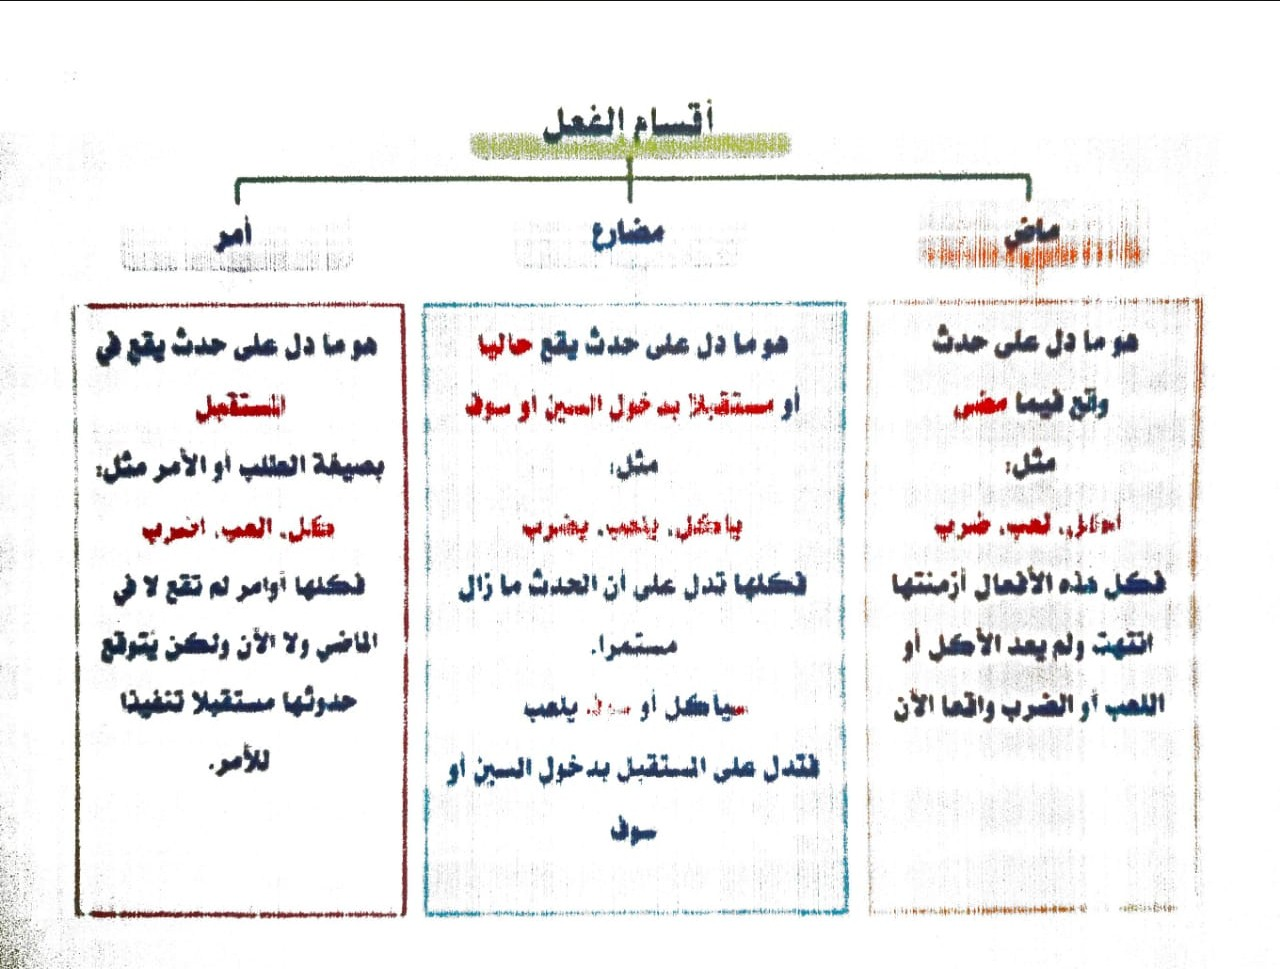 أقسام الفعل
ماض
هو ما دل على حدث
وقع فيما مضى
مثل:
أكل، لعب، ضرب
فكل هذه الأفعال أزمنتها
انتهت ولم يعد الأكل أو
اللعب أو الضرب واقعا الآن
مضارع
هو ما دل على حدث يقع حاليا
أو مستقبلا بدخول السين أو سوف
مثل:
يأكل، يلعب، يضرب
فكلها تدل على أن الحدث ما زال
مستمرا.
سيأكل أو سوف يلعب
فتدل على المستقبل بدخول السين أو
سوف
أمر
هو ما دل على حدث يقع في
المستقبل
بصيغة الطلب أو الأمر مثل:
كل، العب، اضرب
فكلها أوامر لم تقع لا في
الماضي ولا الآن ولكن يُتوقع
حدوثها مستقبلا تنفيذا
للأمر.